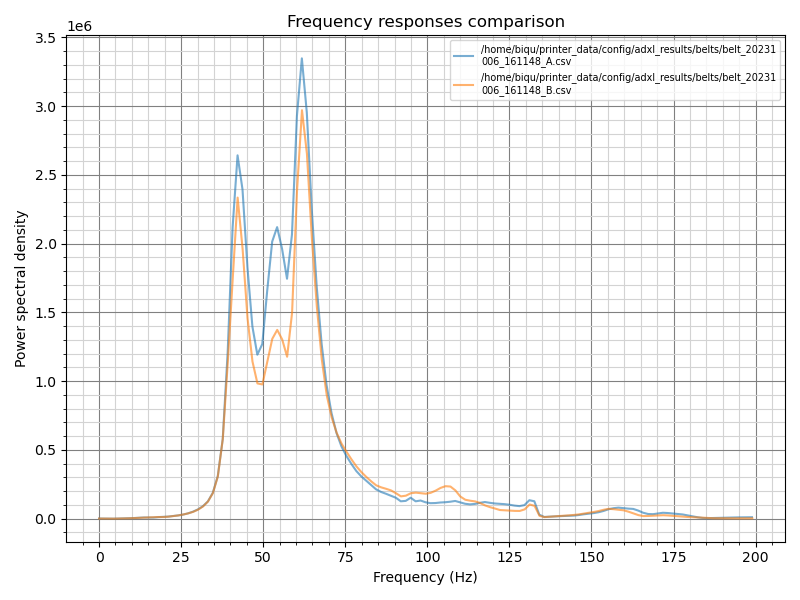 Frequency responses comparison
1e6
/home/biqu/printer_data/config/adxl_results/belts/belt_20231
006_161148_A.csv
/home/biqu/printer_data/config/adxl_results/belts/belt_20231
006_161148_B.csv
3.5
3.0
2.5
2.0
1.5
1.0
0.5
0.0
Power spectral density
0 25 50 75 100 125 150 175 200
Frequency (Hz)